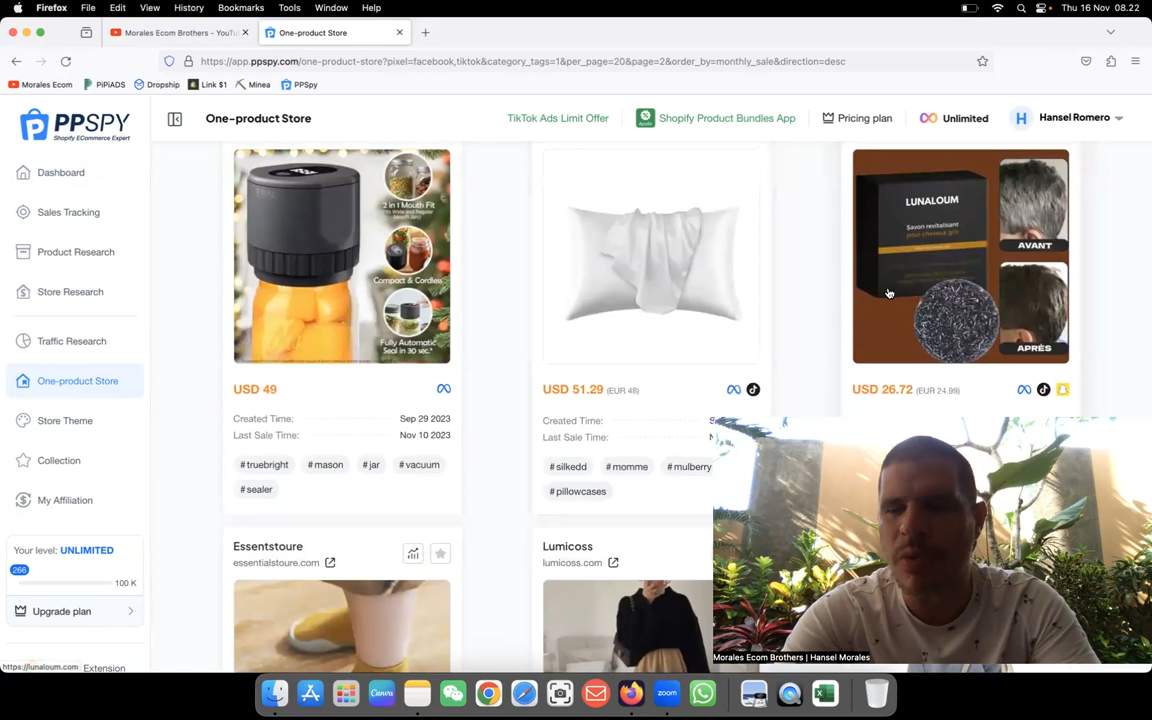 Firefox File Edit View History Bookmarks Tools Window Help
Thu 16 Nov 08.22
Morales Ecom Brothers - YouTu
One-product Store
https://app.ppspy.com/one-product-store?pixel=facebook,tiktok&category_tags=1&per_page=20&page=2&order_by=monthly_sale&direction=desc
Morales Ecom
PiPiADS
Dropship
Link $1
Minea
PPSpy
PPSPY
Shopify ECommerce Expert
One-product Store
TikTok Ads Limit Offer
Shopify Product Bundles App
Pricing plan
Unlimited
H
Hansel Romero
Dashboard
Sales Tracking
Product Research
Store Research
Traffic Research
One-product Store
Store Theme
Collection
My Affiliation
Your level: UNLIMITED
266
100 K
Upgrade plan
Extension
https://lunaloum.com
2 in 1 Mouth Fit
Compact & Cordless
Fully Automatic
Seal in 30 sec.*
USD 49
Created Time: Sep 29 2023
Last Sale Time: Nov 10 2023
#truebright #mason #jar #vacuum
#sealer
USD 51.29 (EUR 48)
Created Time:
Last Sale Time:
#silkedd #momme #mulberry
#pillowcases
LUNALOUM
Savon revitalisant
pour cheveux gris
AVANT
APRÈS
USD 26.72 (EUR 24.99)
Essentstoure
essentialstoure.com
Lumicoss
lumicoss.com
Morales Ecom Brothers | Hansel Morales
Canva
zoom